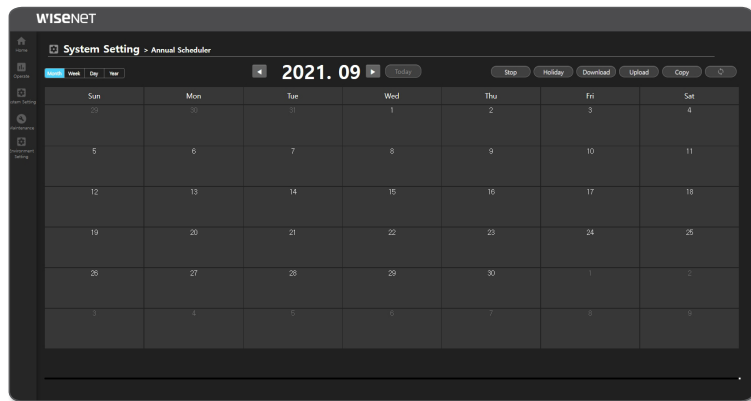 WISENET
Home
System Setting > Annual Scheduler
Operate
Month Week Day Year
2021. 09
Today
Stop Holiday Download Upload Copy
System Setting
Sun Mon Tue Wed Thu Fri Sat
29 30 31 1 2 3 4
Maintenance
Environment
Setting
5 6 7 8 9 10 11
12 13 14 15 16 17 18
19 20 21 22 23 24 25
26 27 28 29 30 1 2
3 4 5 6 7 8 9